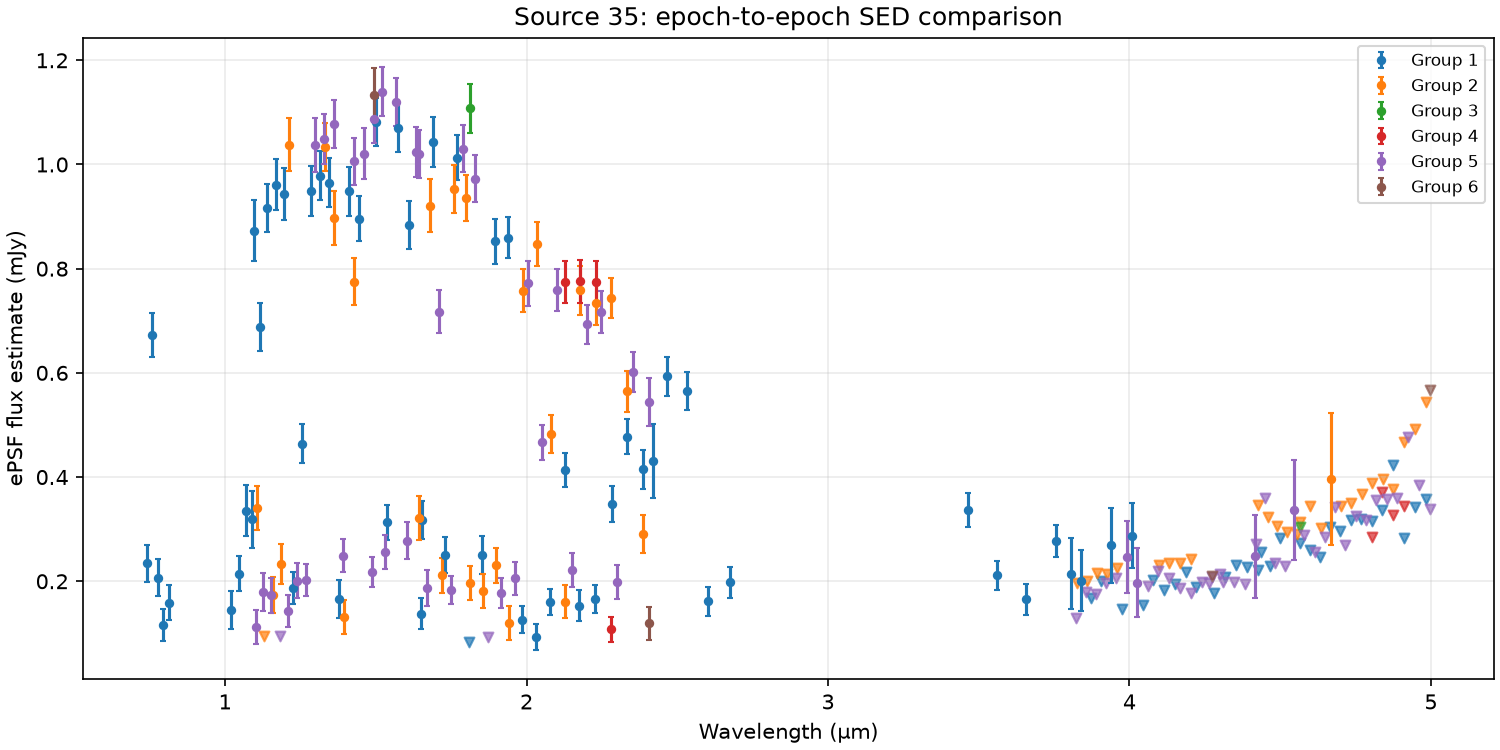 Source 35: epoch-to-epoch SED comparison
ePSF flux estimate (mJy)
1.2
1.0
0.8
0.6
0.4
0.2
Group 1
Group 2
Group 3
Group 4
Group 5
Group 6
1 2 3 4 5
Wavelength (μm)